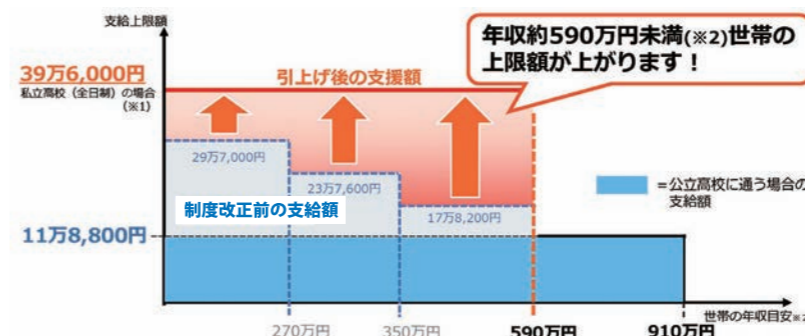 支給上限額
年収約590万円未満(※2)世帯の
上限額が上がります！
39万6,000円
私立高校（全日制）の場合
(※1)
引上げ後の支援額
29万7,000円
23万7,600円
17万8,200円
制度改正前の支給額
=公立高校に通う場合の
支給額
11万8,800円
世帯の年収目安※2
270万円
350万円
590万円
910万円